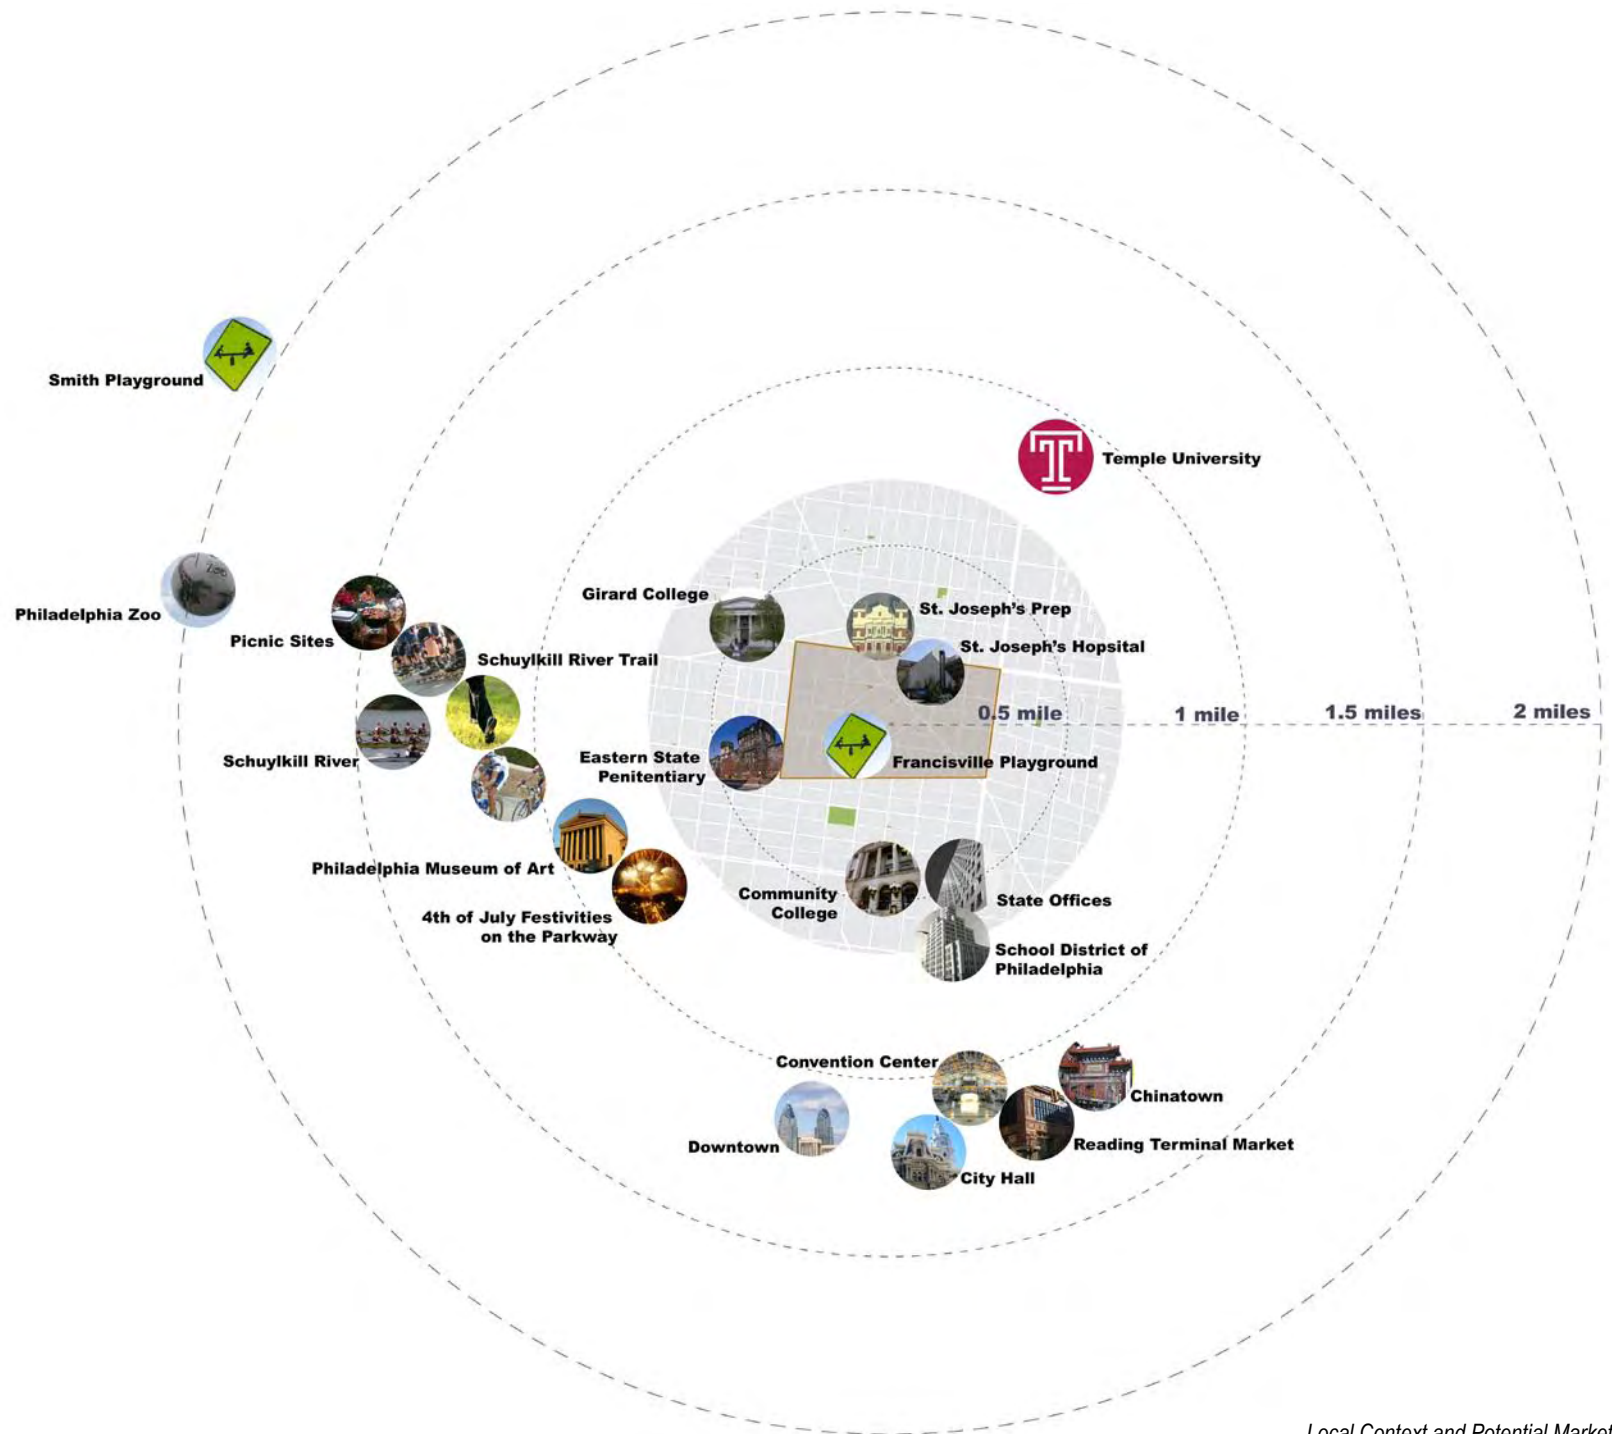 Smith Playground
Temple University
Girard College
St. Joseph's Prep
Philadelphia Zoo
Picnic Sites
St. Joseph's Hopsital
Schuylkill River Trail
0.5 mile
1 mile
1.5 miles
2 miles
Schuylkill River
Eastern State
Penitentiary
Francisville Playground
Philadelphia Museum of Art
Community
College
State Offices
4th of July Festivities
on the Parkway
School District of
Philadelphia
Convention Center
Chinatown
Downtown
Reading Terminal Market
City Hall
Local Context and Potential Market